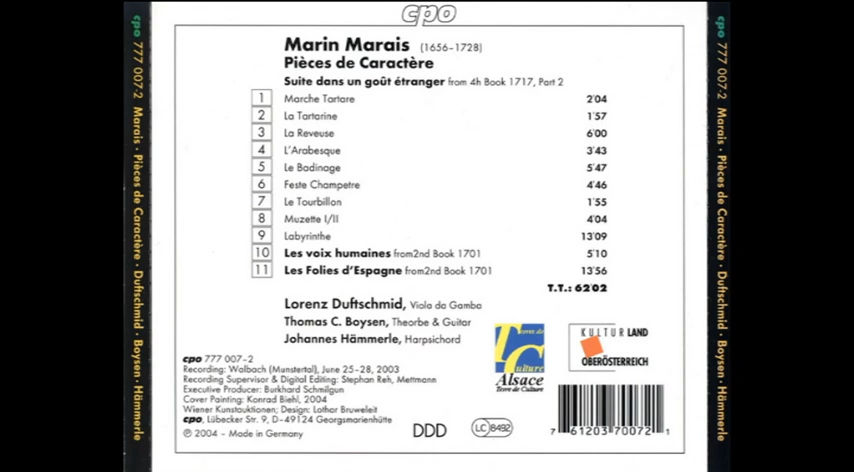 cpo
cpo 777 007-2 Marais · Pièces de Caractère · Duftschmid · Boysen · Hämmerle
Marin Marais (1656–1728)
Pièces de Caractère
Suite dans un goût étranger from 4h Book 1717, Part 2
1 Marche Tartare 2'04
2 La Tartarine 1'57
3 La Reveuse 6'00
4 L'Arabesque 3'43
5 Le Badinage 5'47
6 Feste Champetre 4'46
7 Le Tourbillon 1'55
8 Muzette I/II 4'04
9 Labyrinthe 13'09
10 Les voix humaines from2nd Book 1701 5'10
11 Les Folies d'Espagne from2nd Book 1701 13'56
T.T.: 62'02
Lorenz Duftschmid, Viola da Gamba
Thomas C. Boysen, Theorbe & Guitar
Johannes Hämmerle, Harpsichord
Terre de
Culture
Alsace
Terre de Culture
KULTUR LAND
OBERÖSTERREICH
cpo 777 007–2
Recording: Walbach (Munstertal), June 25–28, 2003
Recording Supervisor & Digital Editing: Stephan Reh, Mettmann
Executive Producer: Burkhard Schmilgun
Cover Painting: Konrad Biehl, 2004
Wiener Kunstauktionen; Design: Lothar Bruweleit
cpo, Lübecker Str. 9, D–49124 Georgsmarienhütte
℗ 2004 – Made in Germany
DDD
LC 8492
7 61203 70072 1
cpo 777 007-2 Marais · Pièces de Caractère · Duftschmid · Boysen · Hämmerle